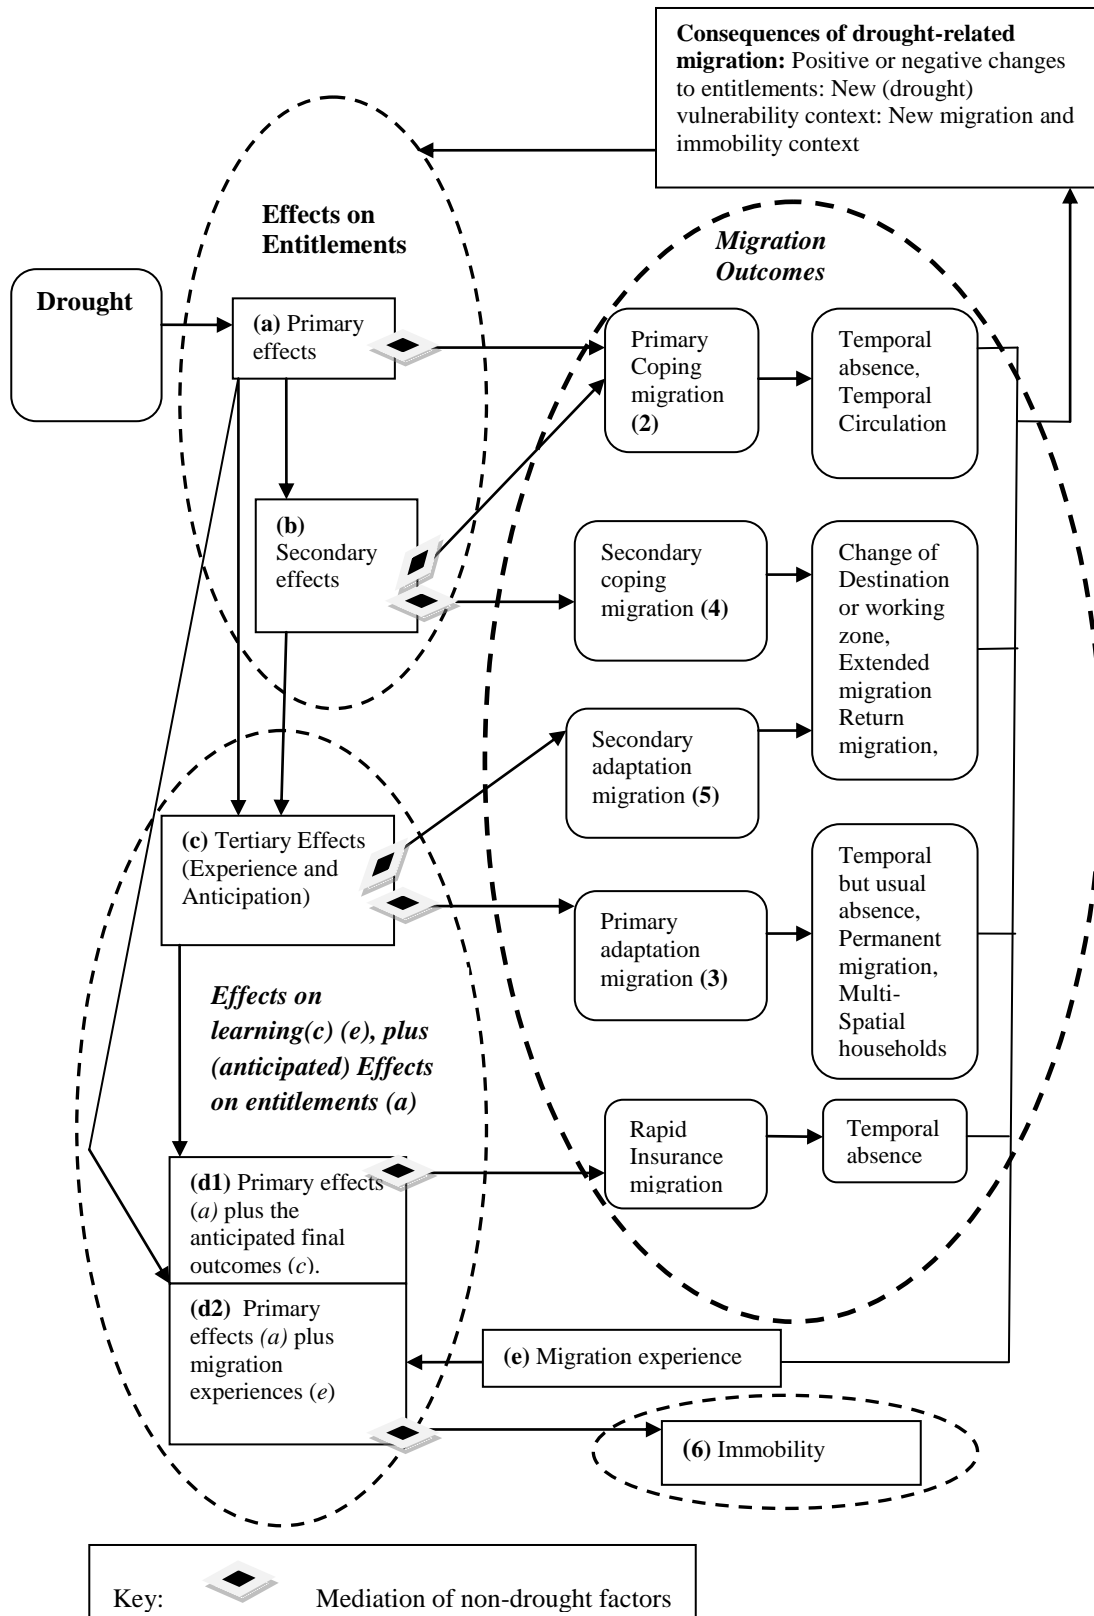 Consequences of drought-related
migration: Positive or negative changes
to entitlements: New (drought)
vulnerability context: New migration and
immobility context
Effects on
Entitlements
Migration
Outcomes
Drought
(a) Primary
effects
Primary
Coping
migration
(2)
Temporal
absence,
Temporal
Circulation
(b)
Secondary
effects
Secondary
coping
migration (4)
Change of
Destination
or working
zone,
Extended
migration
Return
migration,
Secondary
adaptation
migration (5)
(c) Tertiary Effects
(Experience and
Anticipation)
Primary
adaptation
migration (3)
Temporal
but usual
absence,
Permanent
migration,
Multi-
Spatial
households
Effects on
learning(c) (e), plus
(anticipated) Effects
on entitlements (a)
Rapid
Insurance
migration
Temporal
absence
(d1) Primary effects
(a) plus the
anticipated final
outcomes (c).
(d2) Primary
effects (a) plus
migration
experiences (e)
(e) Migration experience
(6) Immobility
Key: Mediation of non-drought factors